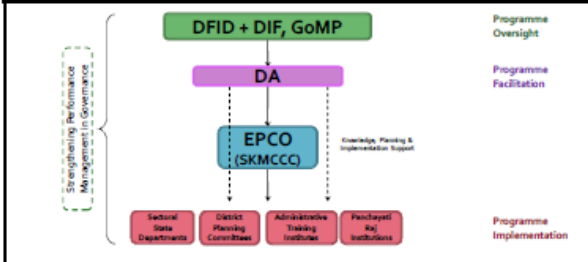 DFID + DIF, GoMP
Programme
Oversight
DA
Programme
Facilitation
Strengthening Performance
Management in Governance
EPCO
(SKMCCC)
Knowledge, Planning &
Implementation Support
Sectoral
State
Departments
District
Planning
Committees
Administrative
Training
Institutes
Panchayati
Raj
Institutions
Programme
Implementation